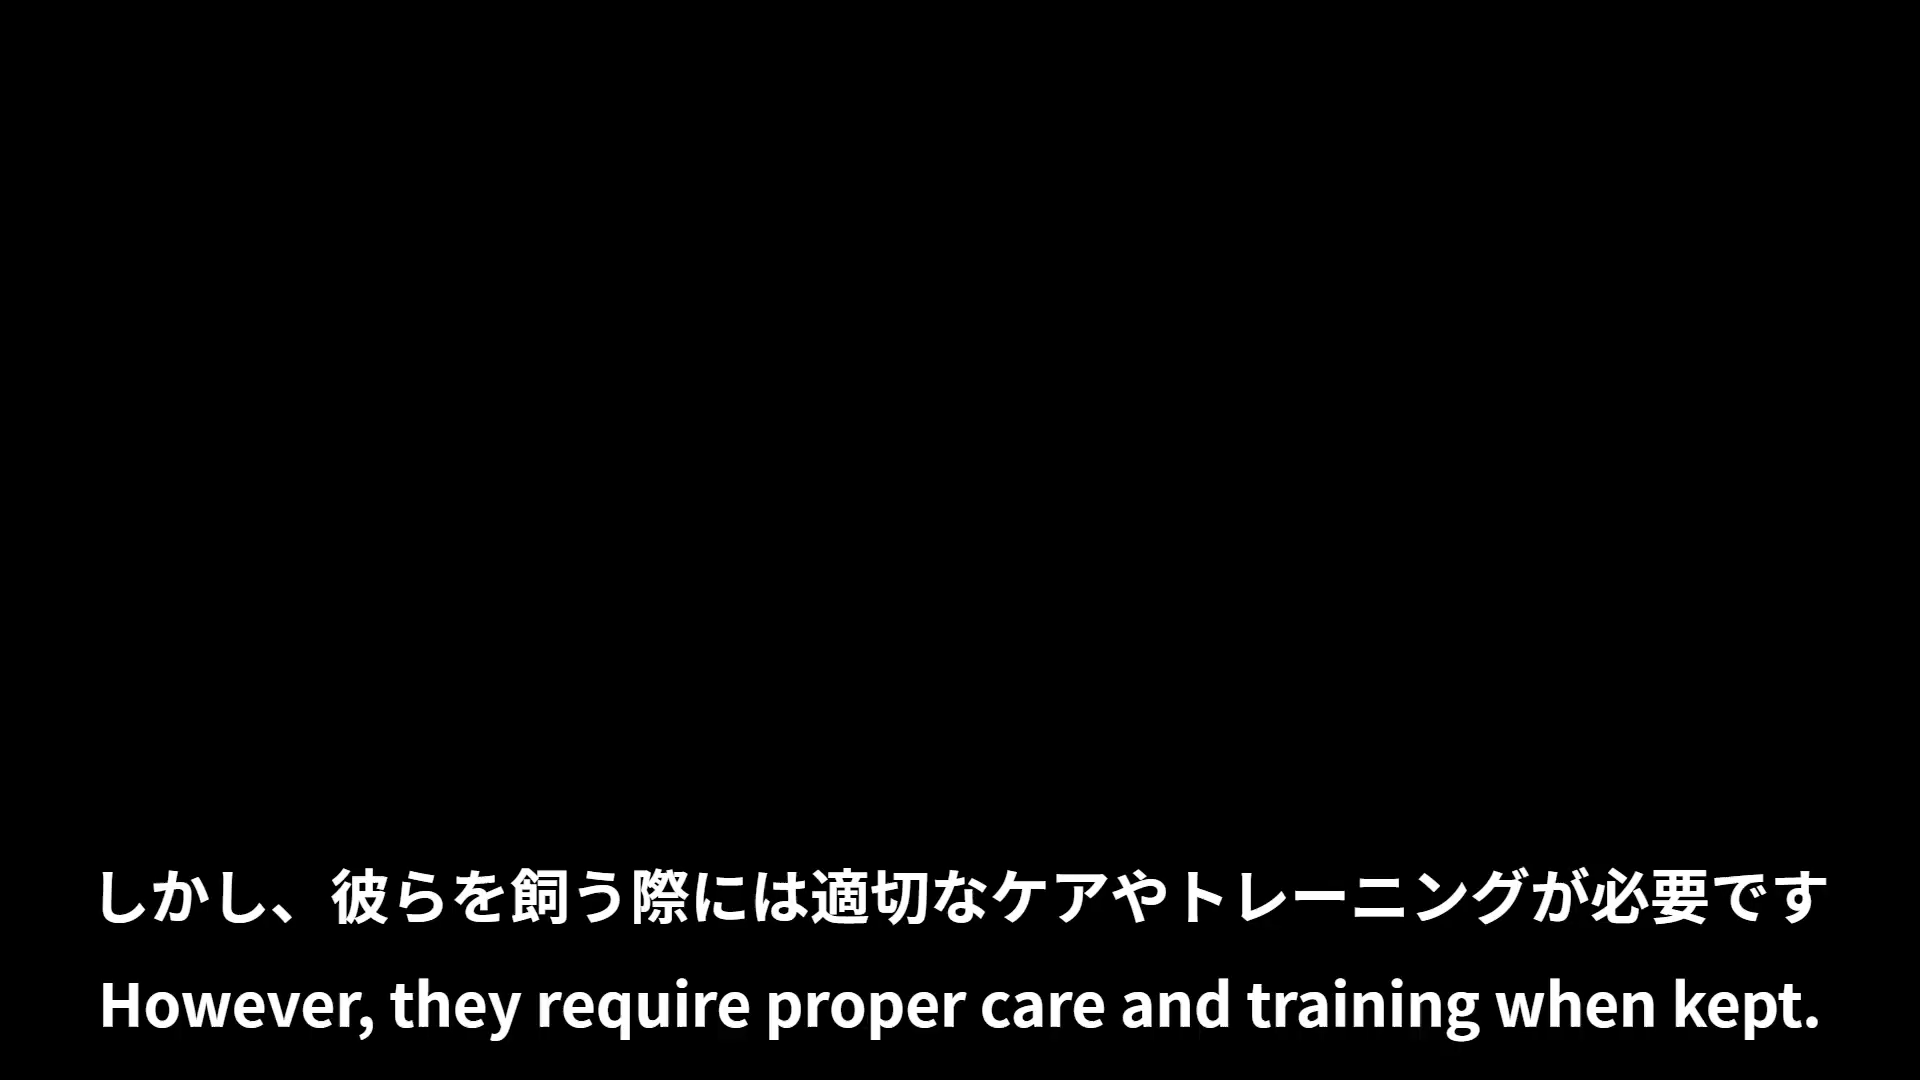 しかし、彼らを飼う際には適切なケアやトレーニングが必要です
However, they require proper care and training when kept.